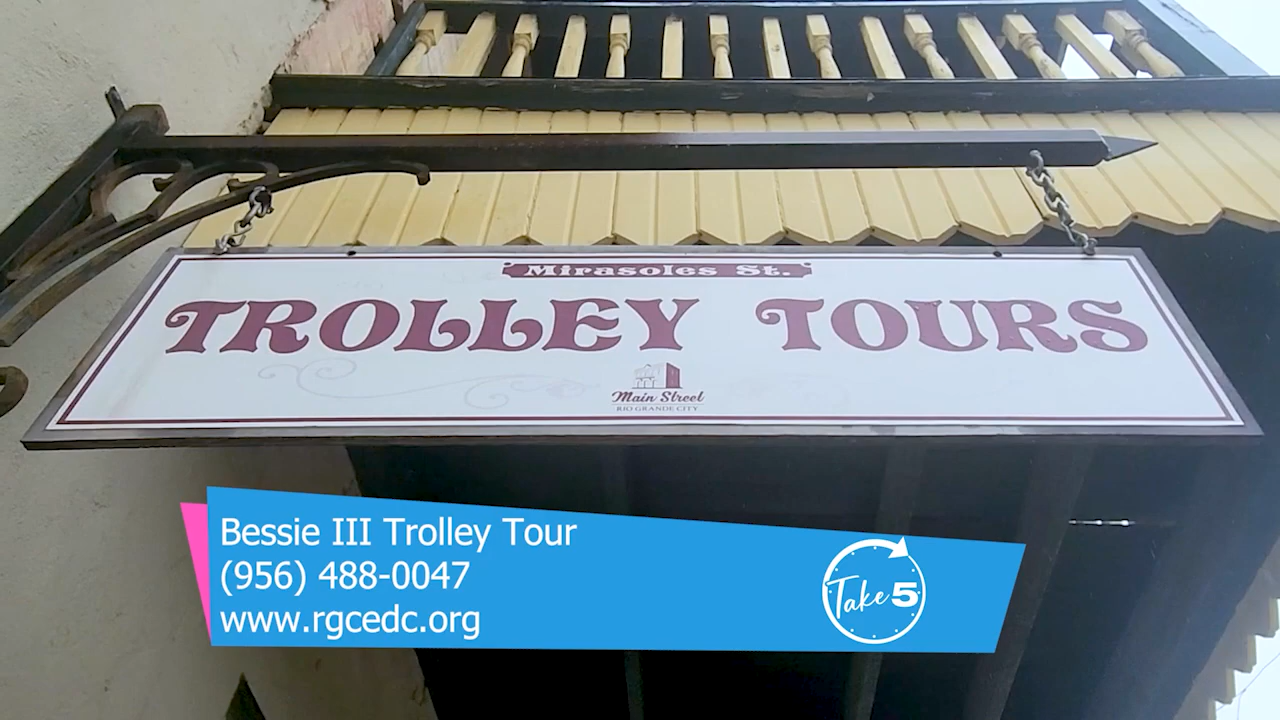 Mirasoles St.
TROLLEY TOURS
Main Street
RIO GRANDE CITY
Bessie III Trolley Tour
(956) 488-0047
www.rgcedc.org
Take 5